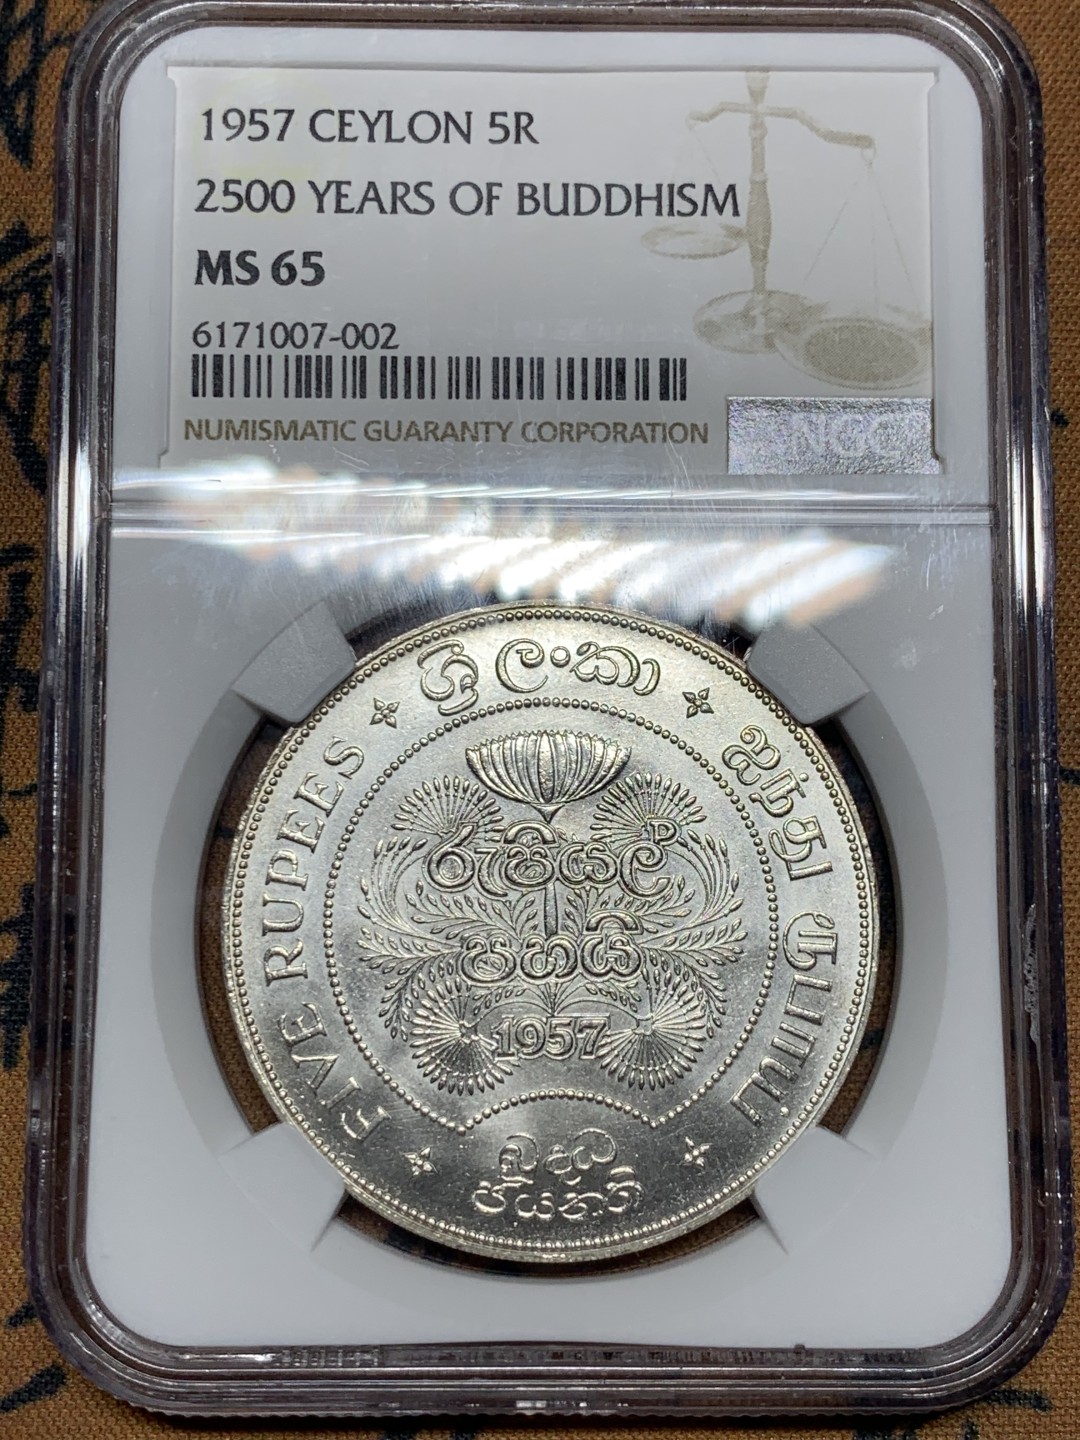 1957 CEYLON 5R
2500 YEARS OF BUDDHISM
MS 65
6171007-002
NUMISMATIC GUARANTY CORPORATION
NGC
ශ්‍රී ලංකා
FIVE RUPEES
ஐந்து ரூபாய்
රුපියල්
පහයි
1957
බුද්ධ
ජයන්ති